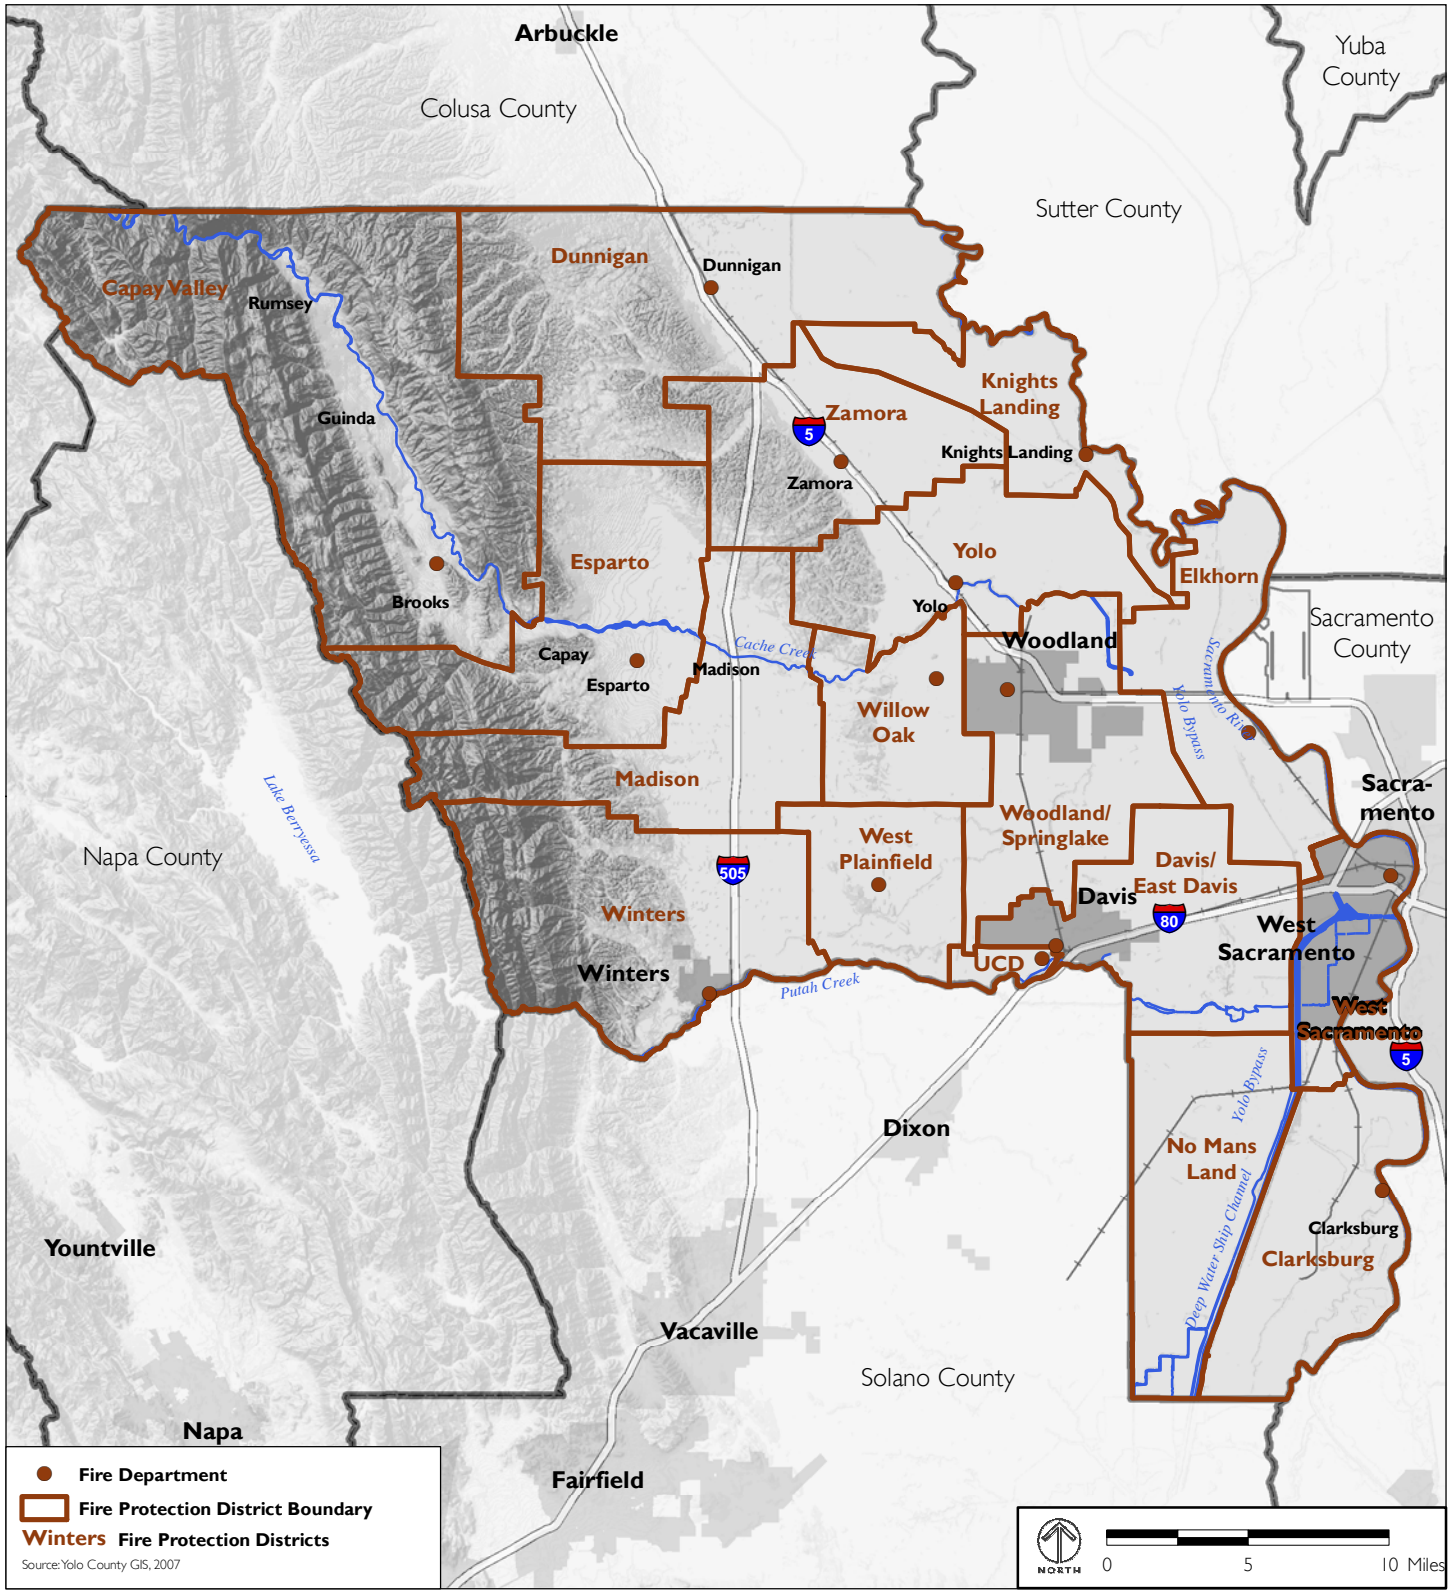 Arbuckle
Yuba
County
Colusa County
Sutter County
Dunnigan
Dunnigan
Capay Valley
Rumsey
Knights
Landing
Guinda
Zamora
5
Knights Landing
Zamora
Yolo
Esparto
Elkhorn
Brooks
Yolo
Sacramento
County
Woodland
Cache Creek
Capay
Madison
Esparto
Sacramento River
Yolo Bypass
Willow
Oak
Madison
Lake Berryessa
Sacra-
mento
Woodland/
Springlake
West
Plainfield
Napa County
505
Davis/
East Davis
Davis
80
Winters
West
Sacramento
Winters
UCD
Putah Creek
West
Sacramento
5
Yolo Bypass
Dixon
No Mans
Land
Deep Water Ship Channel
Clarksburg
Clarksburg
Yountville
Vacaville
Solano County
Napa
Fairfield
Fire Department
Fire Protection District Boundary
Winters Fire Protection Districts
Source: Yolo County GIS, 2007
NORTH
0 5 10 Miles